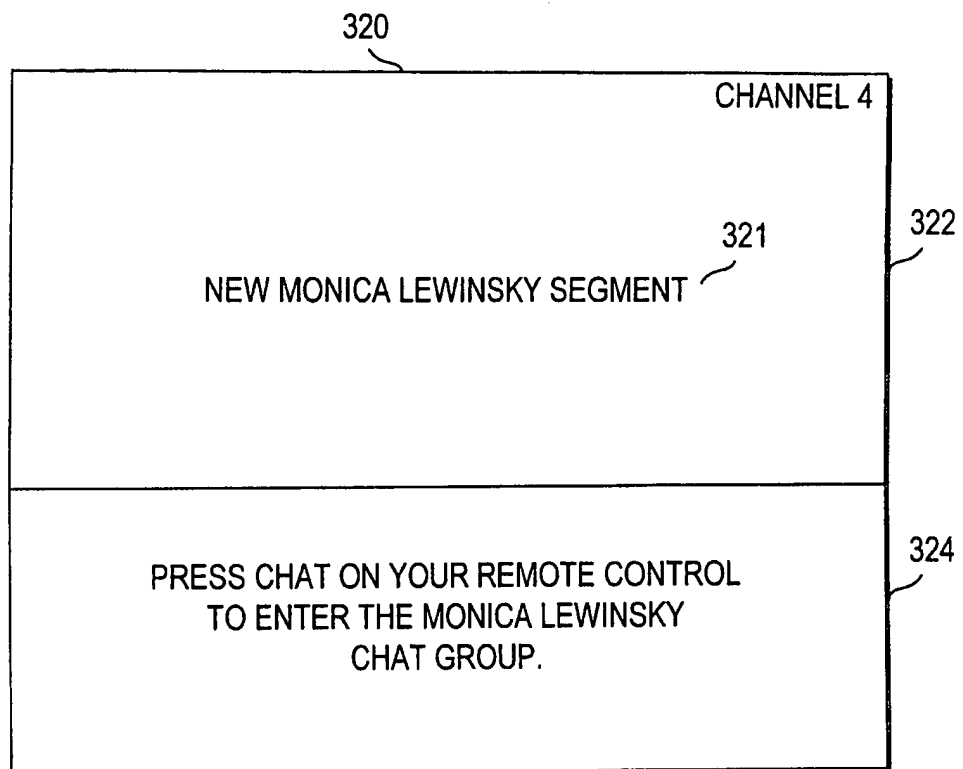 320
CHANNEL 4
322
321
NEW MONICA LEWINSKY SEGMENT
324
PRESS CHAT ON YOUR REMOTE CONTROL
TO ENTER THE MONICA LEWINSKY
CHAT GROUP.